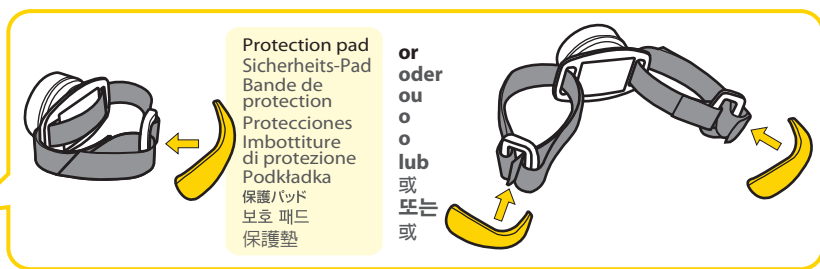 Protection pad
Sicherheits-Pad
Bande de
protection
Protecciones
Imbottiture
di protezione
Podkładka
保護パッド
보호 패드
保護墊
or
oder
ou
o
o
lub
或
또는
或